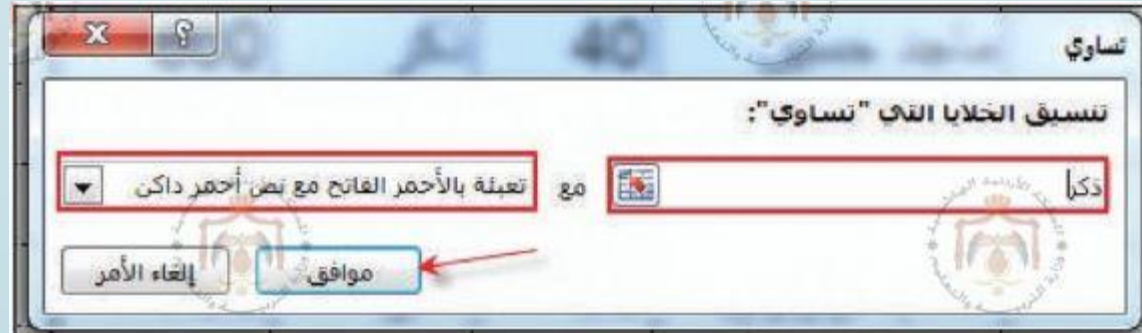 تساوي
تنسيق الخلايا التي "تساوي":
ذكر
مع
تعبئة بالأحمر الفاتح مع نص أحمر داكن
موافق
إلغاء الأمر